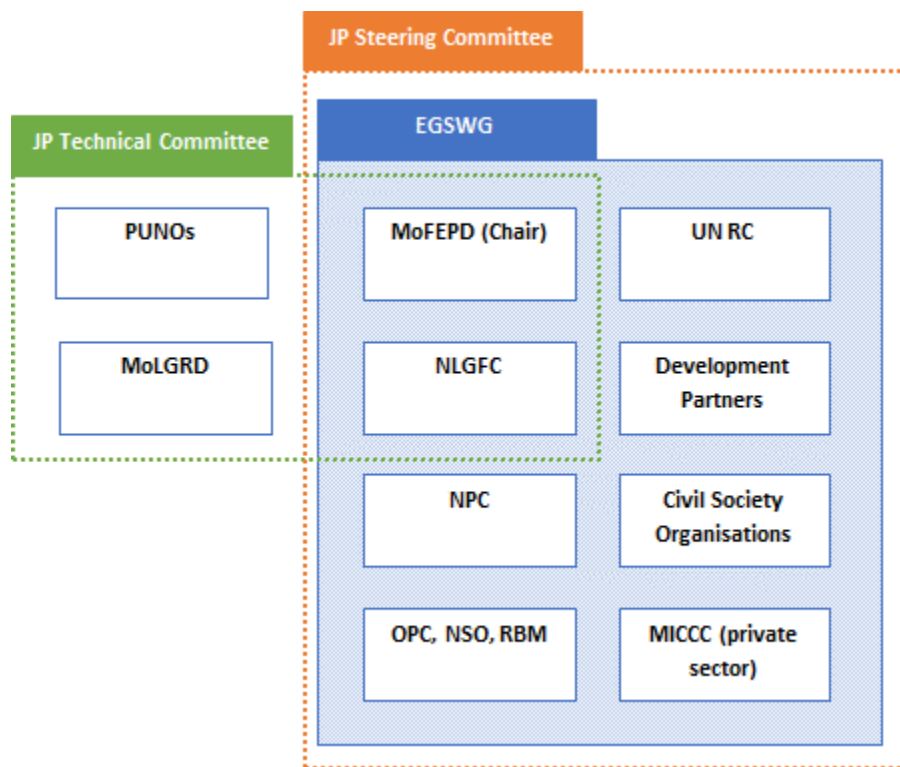 JP Steering Committee
EGSWG
JP Technical Committee
PUNOs
MoFEPD (Chair)
UN RC
MoLGRD
NLGFC
Development
Partners
NPC
Civil Society
Organisations
OPC, NSO, RBM
MICCC (private
sector)